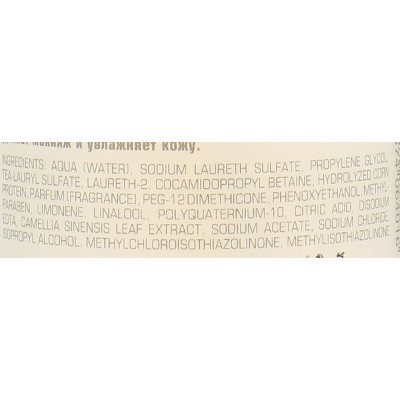 макияж и увлажняет кожу.
INGREDIENTS: AQUA (WATER), SODIUM LAURETH SULFATE, PROPYLENE GLYCOL,
TEA-LAURYL SULFATE, LAURETH-2, COCAMIDOPROPYL BETAINE, HYDROLYZED CORN
PROTEIN, PARFUM (FRAGRANCE), PEG-12 DIMETHICONE, PHENOXYETHANOL METHYL-
PARABEN, LIMONENE, LINALOOL, POLYQUATERNIUM-10, CITRIC ACID, DISODIUM
EDTA, CAMELLIA SINENSIS LEAF EXTRACT, SODIUM ACETATE, SODIUM CHLORIDE
ISOPROPYL ALCOHOL, METHYLCHLOROISOTHIAZOLINONE, METHYLISOTHIAZOLINONE